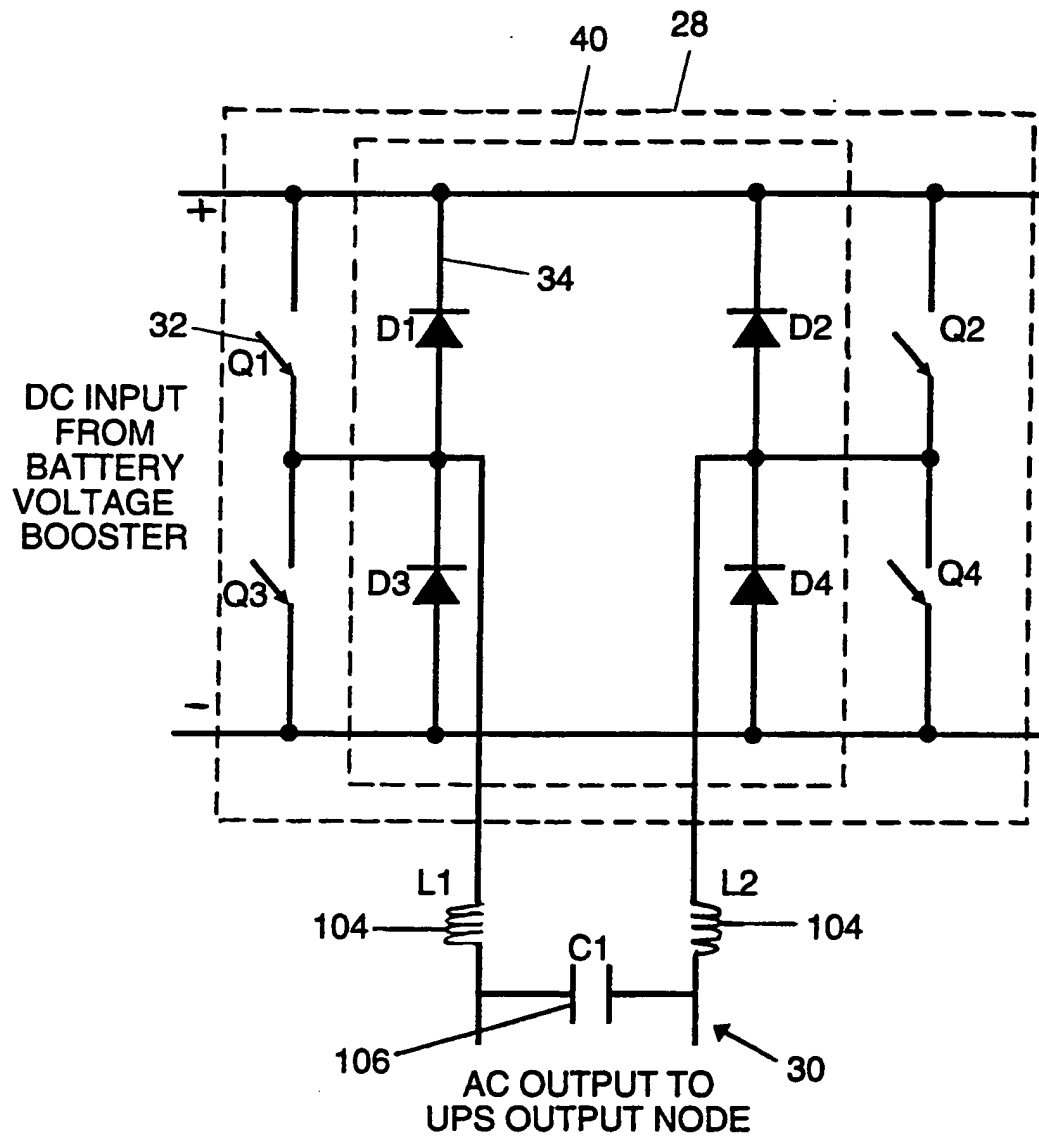 28
40
+
34
32
Q1
D1
D2
Q2
DC INPUT
FROM
BATTERY
VOLTAGE
BOOSTER
Q3
D3
D4
Q4
-
L1
L2
104
104
C1
106
30
AC OUTPUT TO
UPS OUTPUT NODE